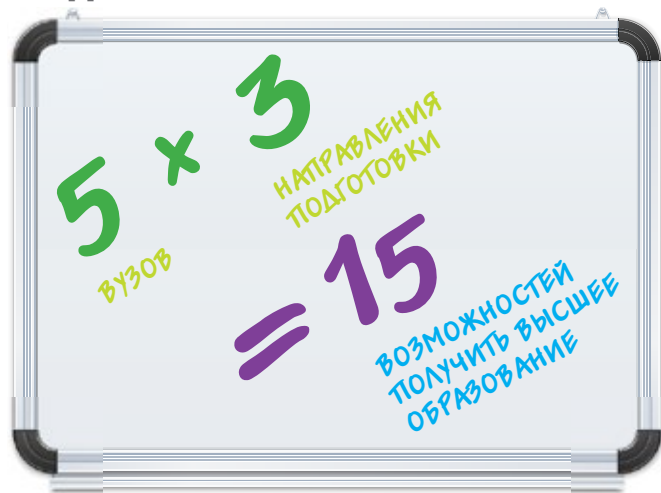 5 x 3
ВУЗОВ
НАПРАВЛЕНИЯ
ПОДГОТОВКИ
= 15
ВОЗМОЖНОСТЕЙ
ПОЛУЧИТЬ ВЫСШЕЕ
ОБРАЗОВАНИЕ